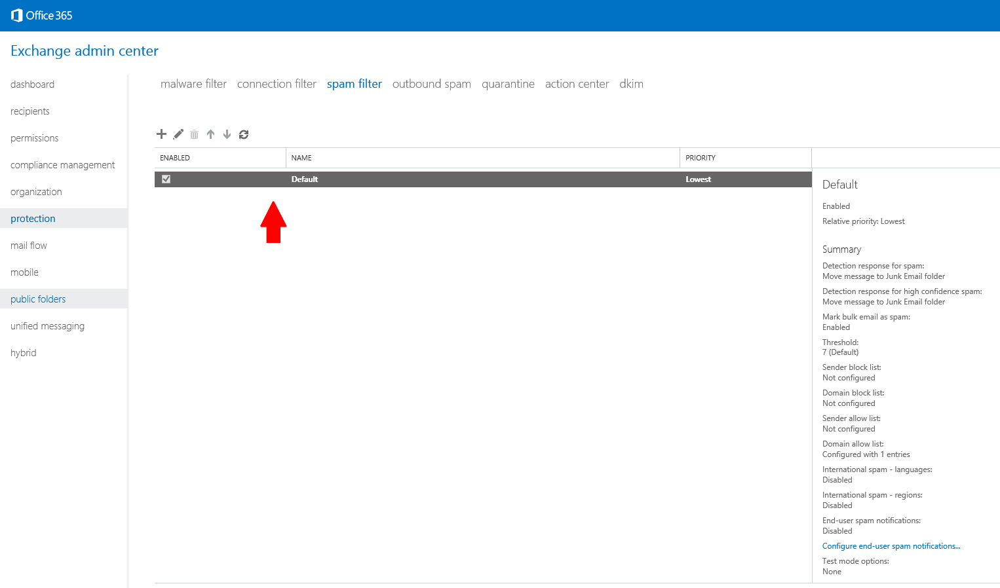 Office 365
Exchange admin center
dashboard
recipients
permissions
compliance management
organization
protection
mail flow
mobile
public folders
unified messaging
hybrid
malware filter connection filter spam filter outbound spam quarantine action center dkim
ENABLED NAME PRIORITY
Default Lowest
Default
Enabled
Relative priority: Lowest
Summary
Detection response for spam:
Move message to Junk Email folder
Detection response for high confidence spam:
Move message to Junk Email folder
Mark bulk email as spam:
Enabled
Threshold:
7 (Default)
Sender block list:
Not configured
Domain block list:
Not configured
Sender allow list:
Not configured
Domain allow list:
Configured with 1 entries
International spam - languages:
Disabled
International spam - regions:
Disabled
End-user spam notifications:
Disabled
Configure end-user spam notifications...
Test mode options:
None